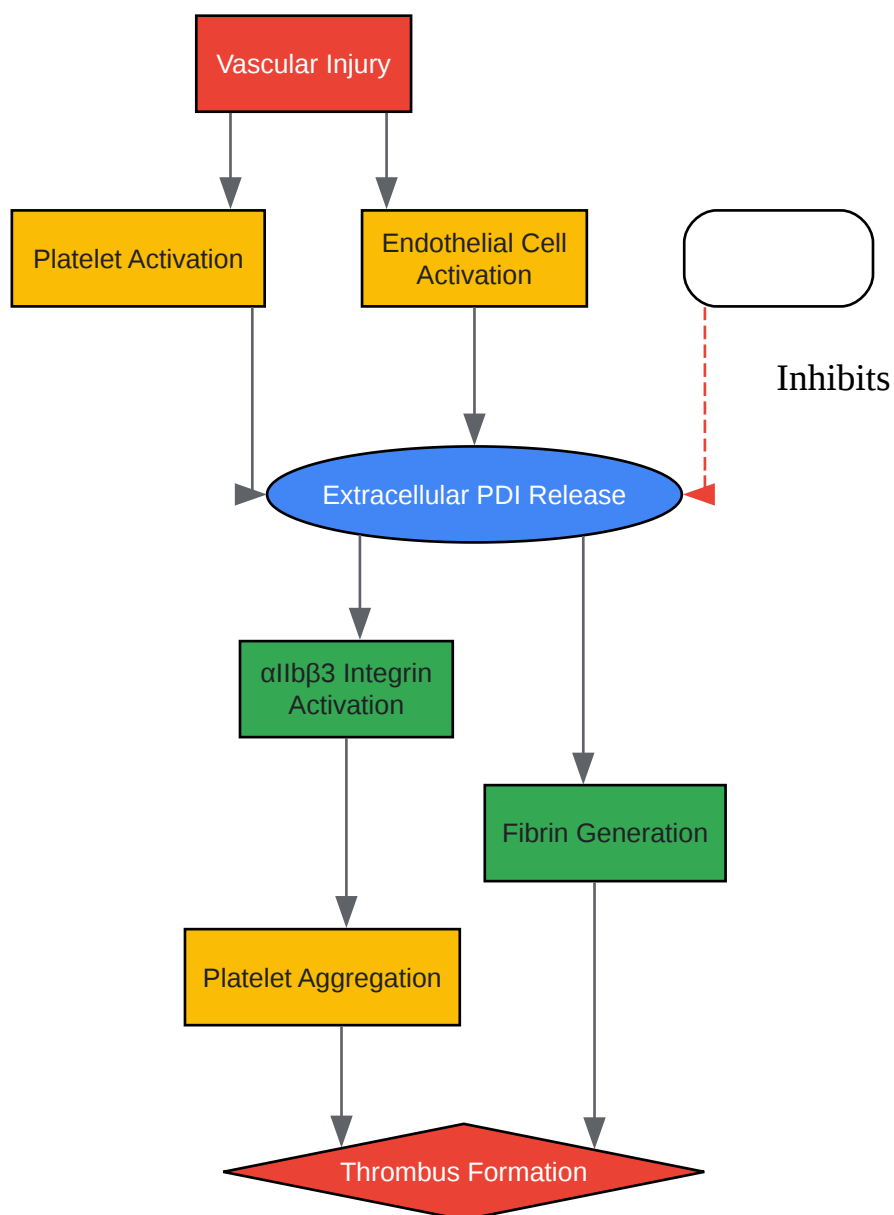 Vascular Injury
Platelet Activation
Endothelial Cell
Activation
Inhibits
Extracellular PDI Release
αIIbβ3 Integrin
Activation
Fibrin Generation
Platelet Aggregation
Thrombus Formation